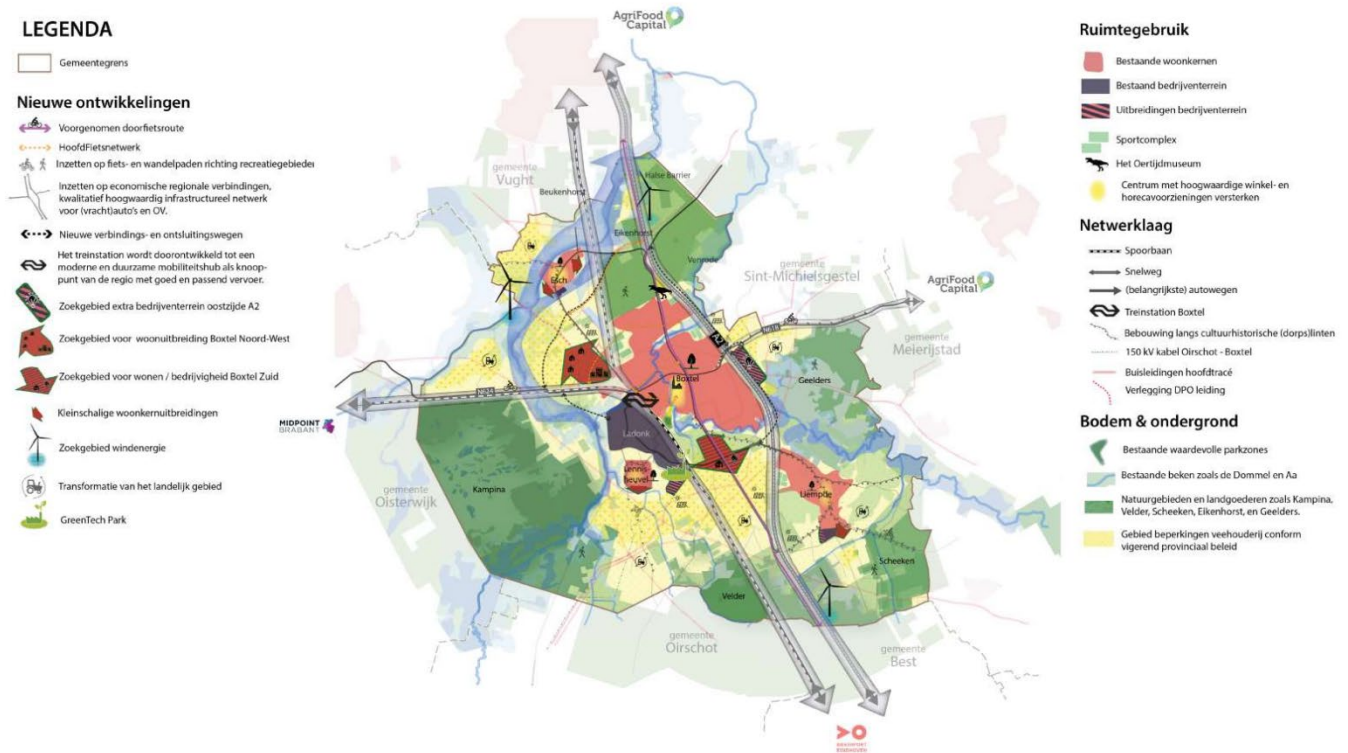 LEGENDA
Gemeentegrens
Nieuwe ontwikkelingen
Voorgenomen doorfietsroute
HoofdFietsnetwerk
Inzetten op fiets- en wandelpaden richting recreatiegebieden
Inzetten op economische regionale verbindingen,
kwalitatief hoogwaardig infrastructureel netwerk
voor (vracht)auto's en OV.
Nieuwe verbindings- en ontsluitingswegen
Het treinstation wordt doorontwikkeld tot een
moderne en duurzame mobiliteitshub als knoop-
punt van de regio met goed en passend vervoer.
Zoekgebied extra bedrijventerrein oostzijde A2
Zoekgebied voor woonuitbreiding Boxtel Noord-West
Zoekgebied voor wonen / bedrijvigheid Boxtel Zuid
Kleinschalige woonkernuitbreidingen
Zoekgebied windenergie
Transformatie van het landelijk gebied
GreenTech Park
AgriFood
Capital
gemeente
Vught
Beukenhorst
Halse Barrier
Eikenhorst
Venrode
Esch
gemeente
Sint-Michielsgestel
AgriFood
Capital
gemeente
Meierijstad
Geelders
A2
Boxtel
MIDPOINT
BRABANT
Ladonk
Lennis-
heuvel
Kampina
gemeente
Oisterwijk
Liempde
Scheeken
Velder
gemeente
Oirschot
gemeente
Best
BRAINPORT
EINDHOVEN
Ruimtegebruik
Bestaande woonkernen
Bestaand bedrijventerrein
Uitbreidingen bedrijventerrein
Sportcomplex
Het Oertijdmuseum
Centrum met hoogwaardige winkel- en
horecavoorzieningen versterken
Netwerklaag
Spoorbaan
Snelweg
(belangrijkste) autowegen
Treinstation Boxtel
Bebouwing langs cultuurhistorische (dorps)linten
150 kV kabel Oirschot - Boxtel
Buisleidingen hoofdtracé
Verlegging DPO leiding
Bodem & ondergrond
Bestaande waardevolle parkzones
Bestaande beken zoals de Dommel en Aa
Natuurgebieden en landgoederen zoals Kampina,
Velder, Scheeken, Eikenhorst, en Geelders.
Gebied beperkingen veehouderij conform
vigerend provinciaal beleid